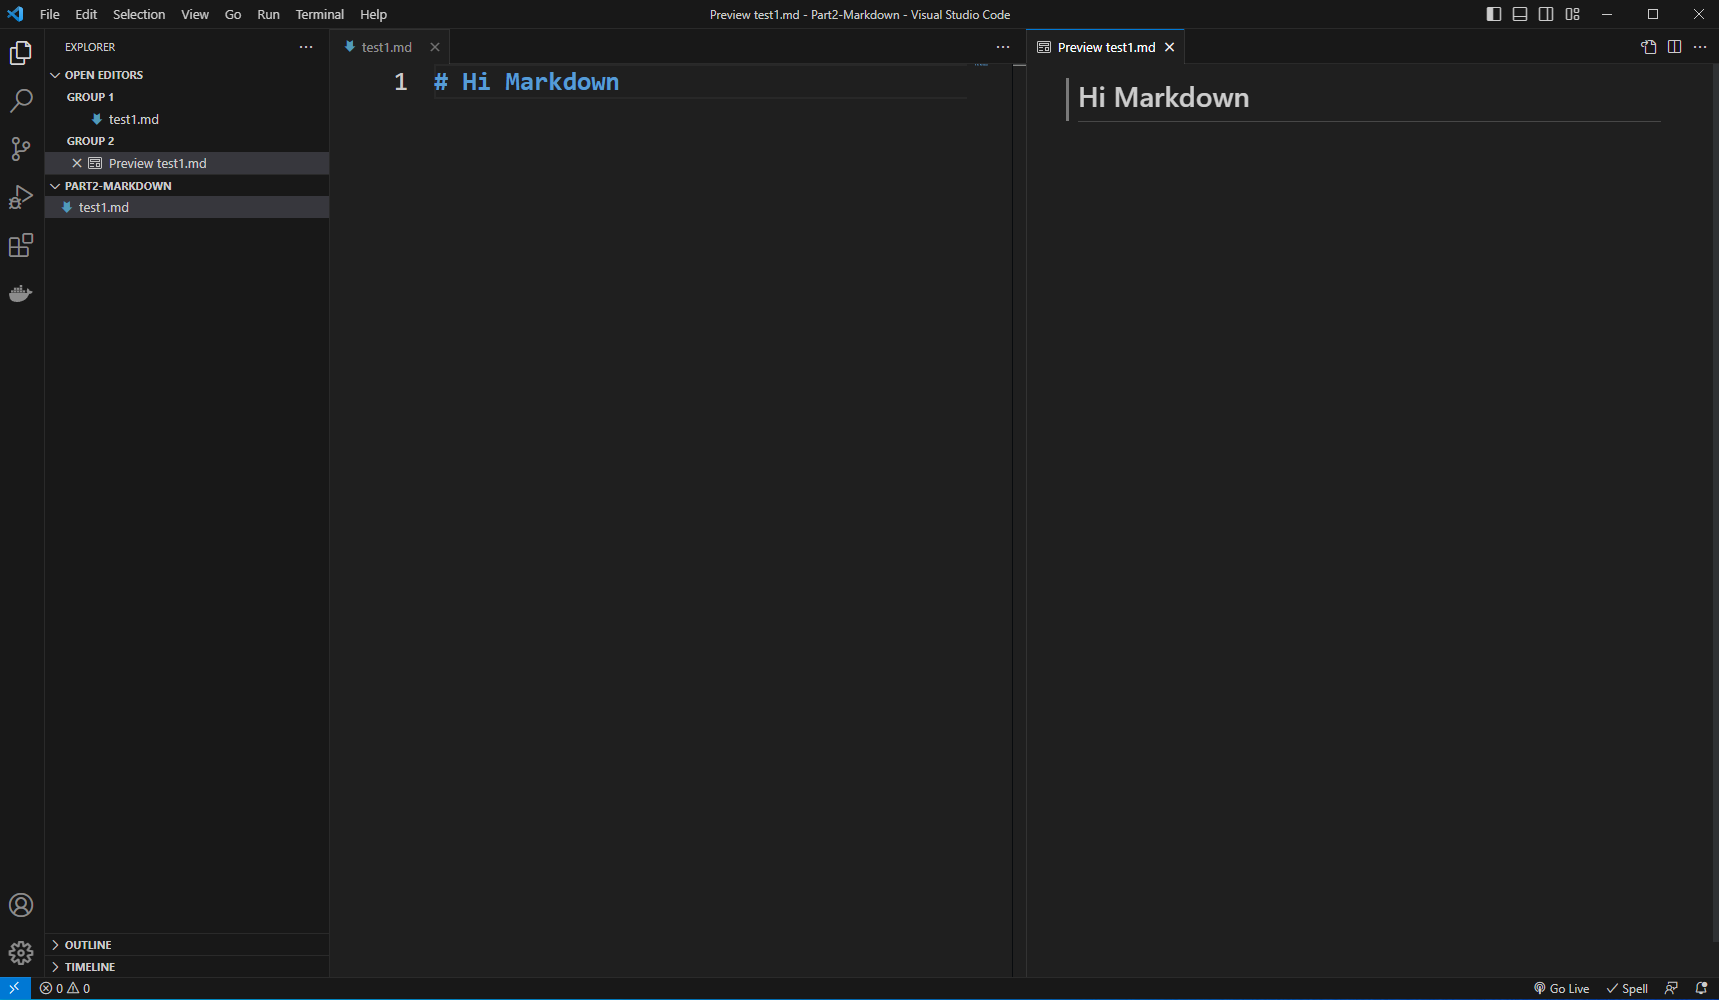 File Edit Selection View Go Run Terminal Help
Preview test1.md - Part2-Markdown - Visual Studio Code
EXPLORER
OPEN EDITORS
GROUP 1
test1.md
GROUP 2
Preview test1.md
PART2-MARKDOWN
test1.md
OUTLINE
TIMELINE
test1.md
1 # Hi Markdown
Preview test1.md
Hi Markdown
0 0
Go Live
Spell